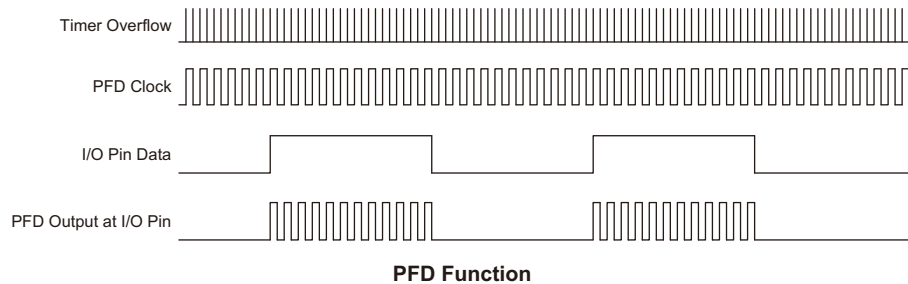 Timer Overflow
PFD Clock
I/O Pin Data
PFD Output at I/O Pin
PFD Function